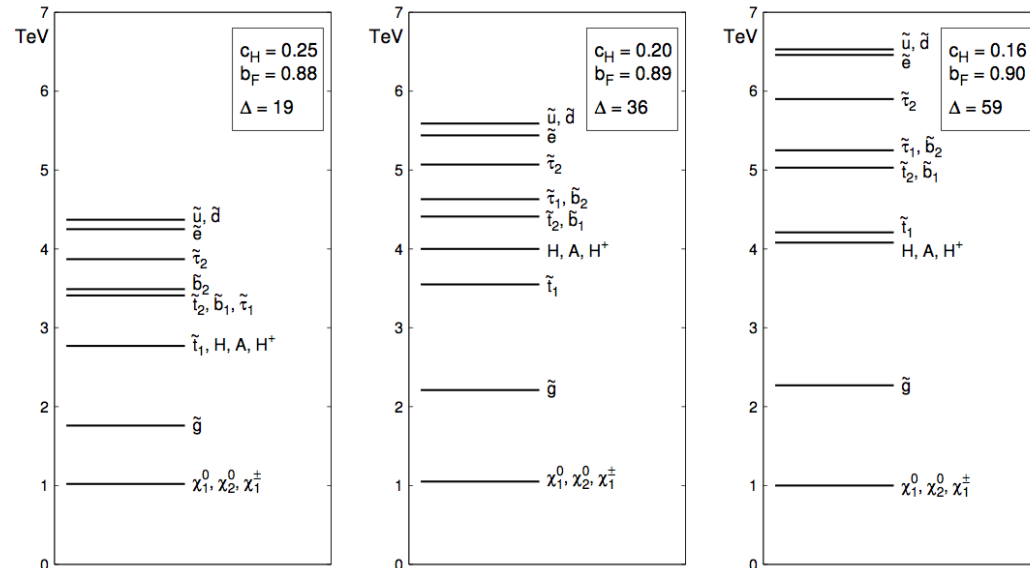 7
TeV
6
5
4
3
2
1
0
c_H = 0.25
b_F = 0.88
Δ = 19
ũ, d̃
ẽ
τ̃₂
b̃₂
t̃₂, b̃₁, τ̃₁
t̃₁, H, A, H⁺
g̃
χ₁⁰, χ₂⁰, χ₁±
7
TeV
6
5
4
3
2
1
0
c_H = 0.20
b_F = 0.89
Δ = 36
ũ, d̃
ẽ
τ̃₂
τ̃₁, b̃₂
t̃₂, b̃₁
H, A, H⁺
t̃₁
g̃
χ₁⁰, χ₂⁰, χ₁±
7
TeV
6
5
4
3
2
1
0
c_H = 0.16
b_F = 0.90
Δ = 59
ũ, d̃
ẽ
τ̃₂
τ̃₁, b̃₂
t̃₂, b̃₁
t̃₁
H, A, H⁺
g̃
χ₁⁰, χ₂⁰, χ₁±